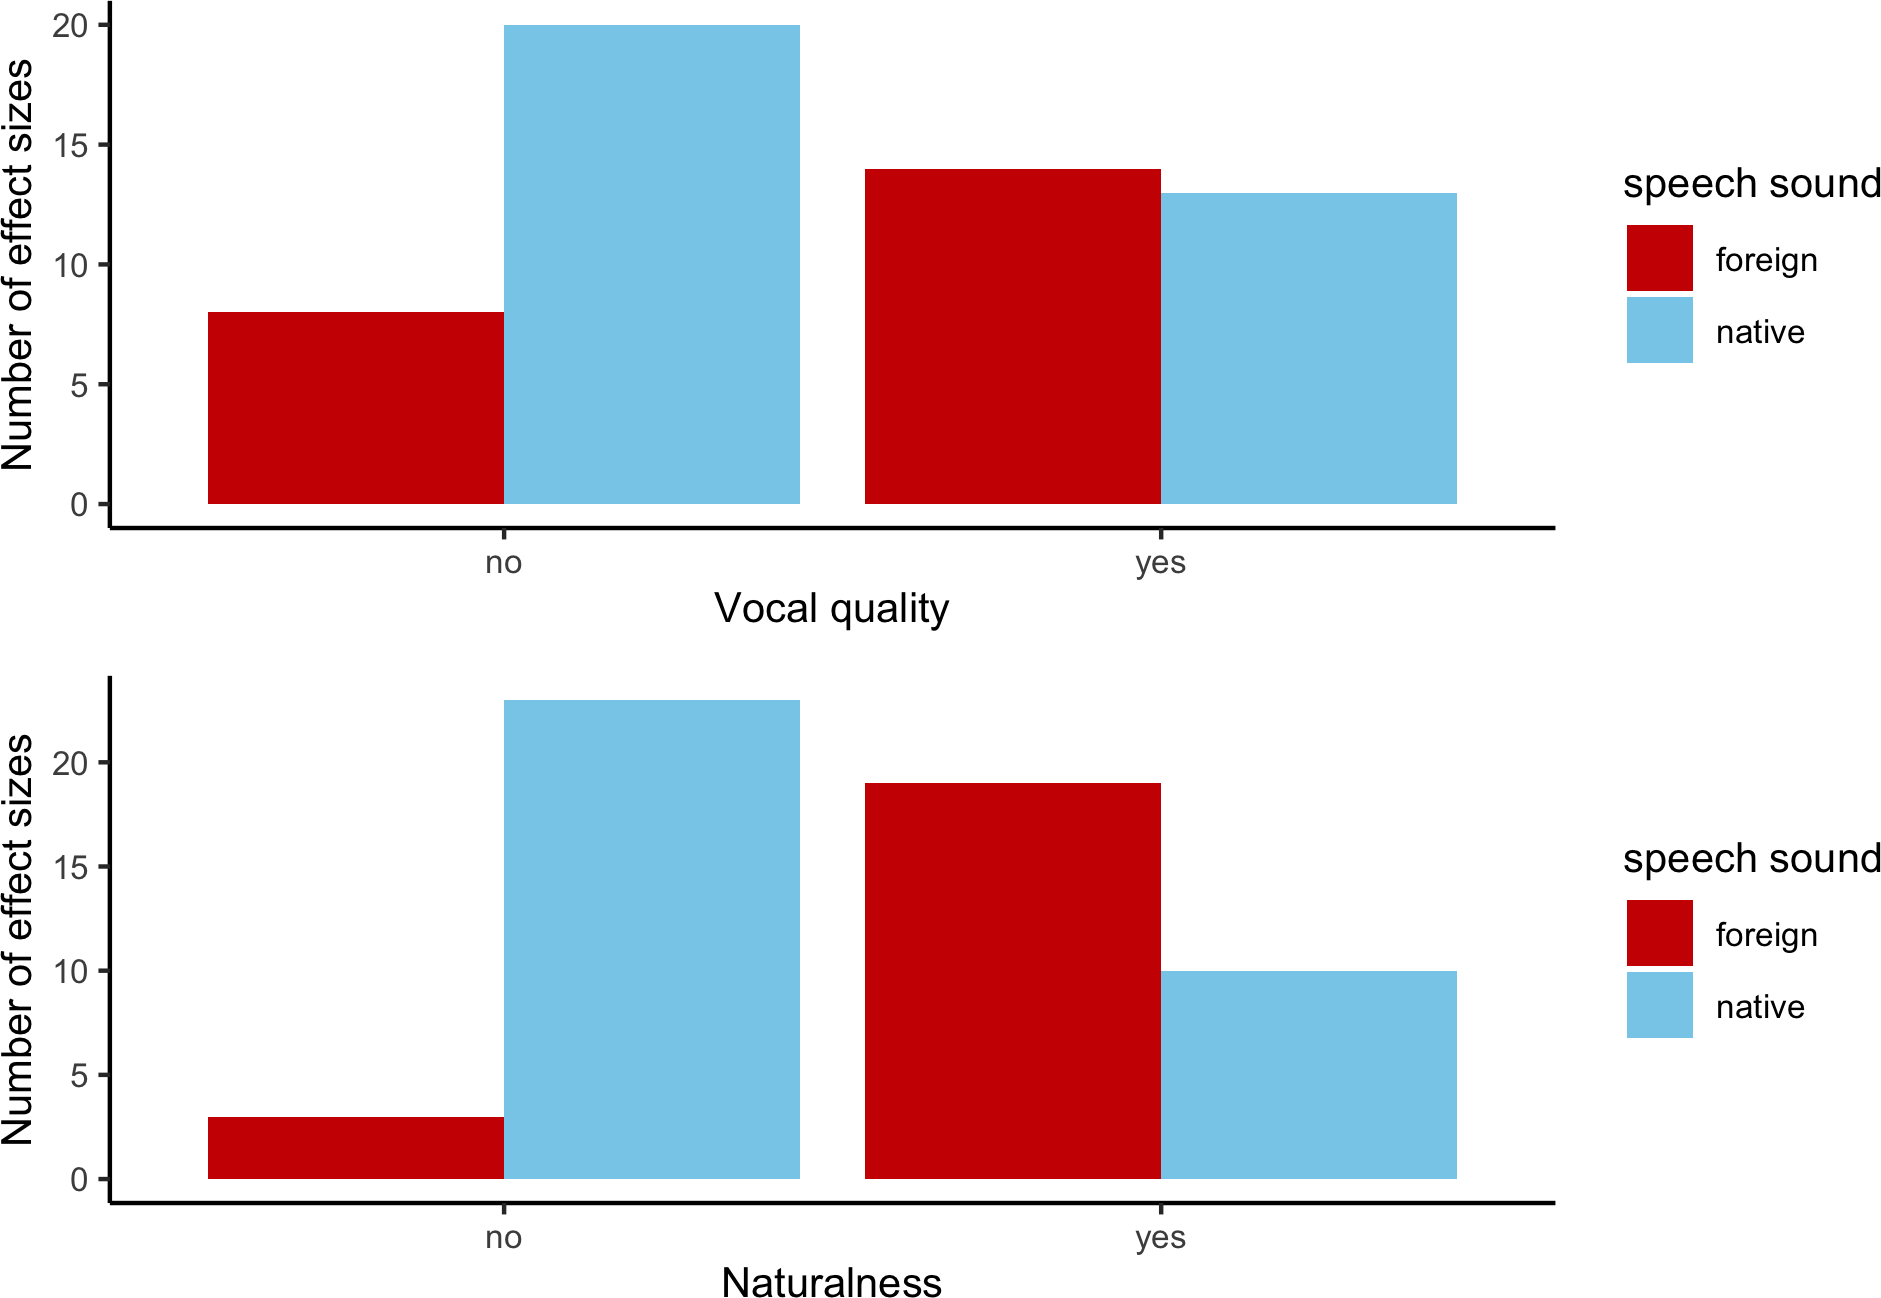 Number of effect sizes
20
15
10
5
0
no
yes
Vocal quality
speech sound
foreign
native
Number of effect sizes
20
15
10
5
0
no
yes
Naturalness
speech sound
foreign
native